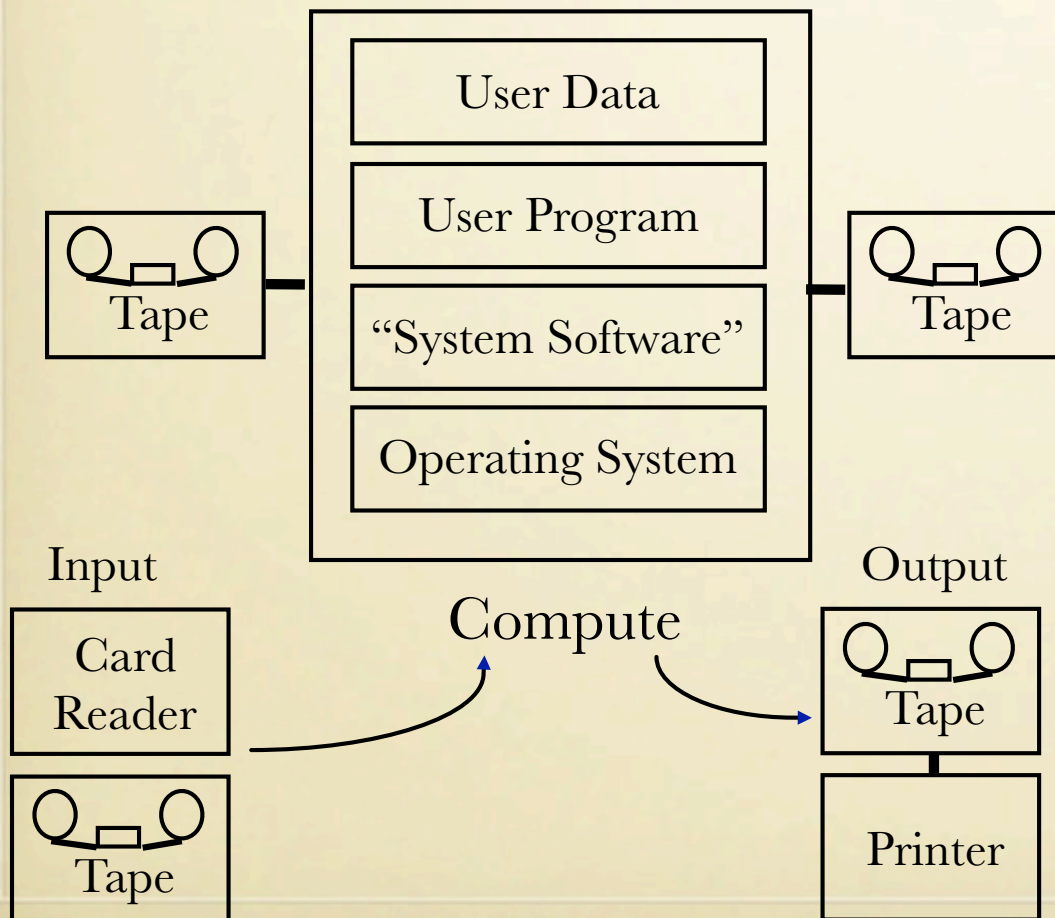 User Data
User Program
Tape
Tape
“System Software”
Operating System
Input
Output
Compute
Card
Reader
Tape
Tape
Printer